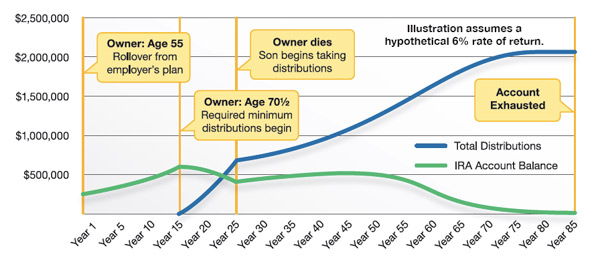 $2,500,000
$2,000,000
$1,500,000
$1,000,000
$500,000
Owner: Age 55
Rollover from
employer's plan
Owner: Age 70½
Required minimum
distributions begin
Owner dies
Son begins taking
distributions
Illustration assumes a
hypothetical 6% rate of return.
Account
Exhausted
Total Distributions
IRA Account Balance
Year 1
Year 5
Year 10
Year 15
Year 20
Year 25
Year 30
Year 35
Year 40
Year 45
Year 50
Year 55
Year 60
Year 65
Year 70
Year 75
Year 80
Year 85